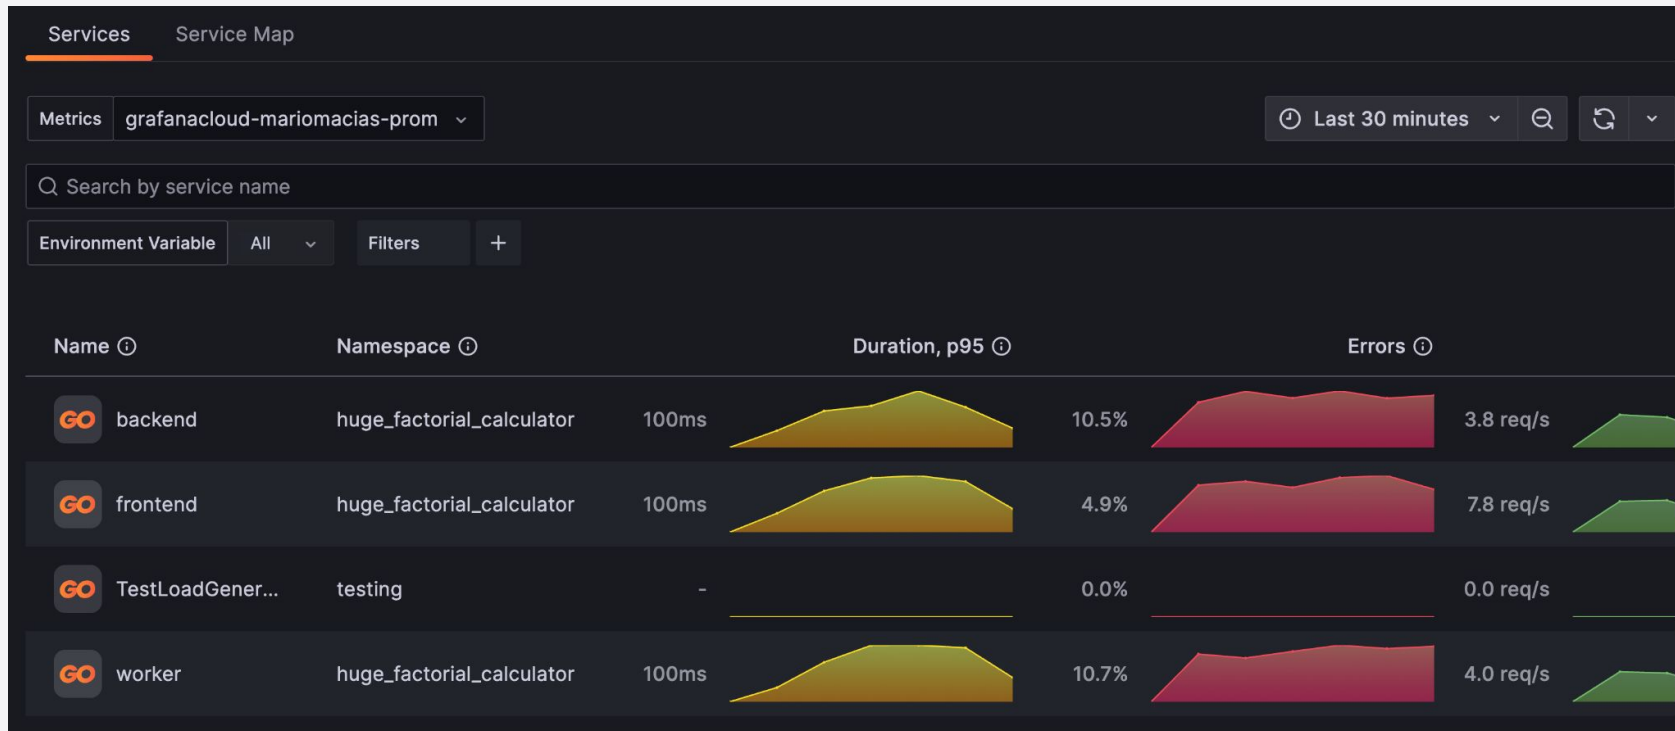 Services Service Map
Metrics grafanacloud-mariomacias-prom Last 30 minutes
Search by service name
Environment Variable All Filters +
Name Namespace Duration, p95 Errors
GO backend huge_factorial_calculator 100ms 10.5% 3.8 req/s
GO frontend huge_factorial_calculator 100ms 4.9% 7.8 req/s
GO TestLoadGener... testing - 0.0% 0.0 req/s
GO worker huge_factorial_calculator 100ms 10.7% 4.0 req/s